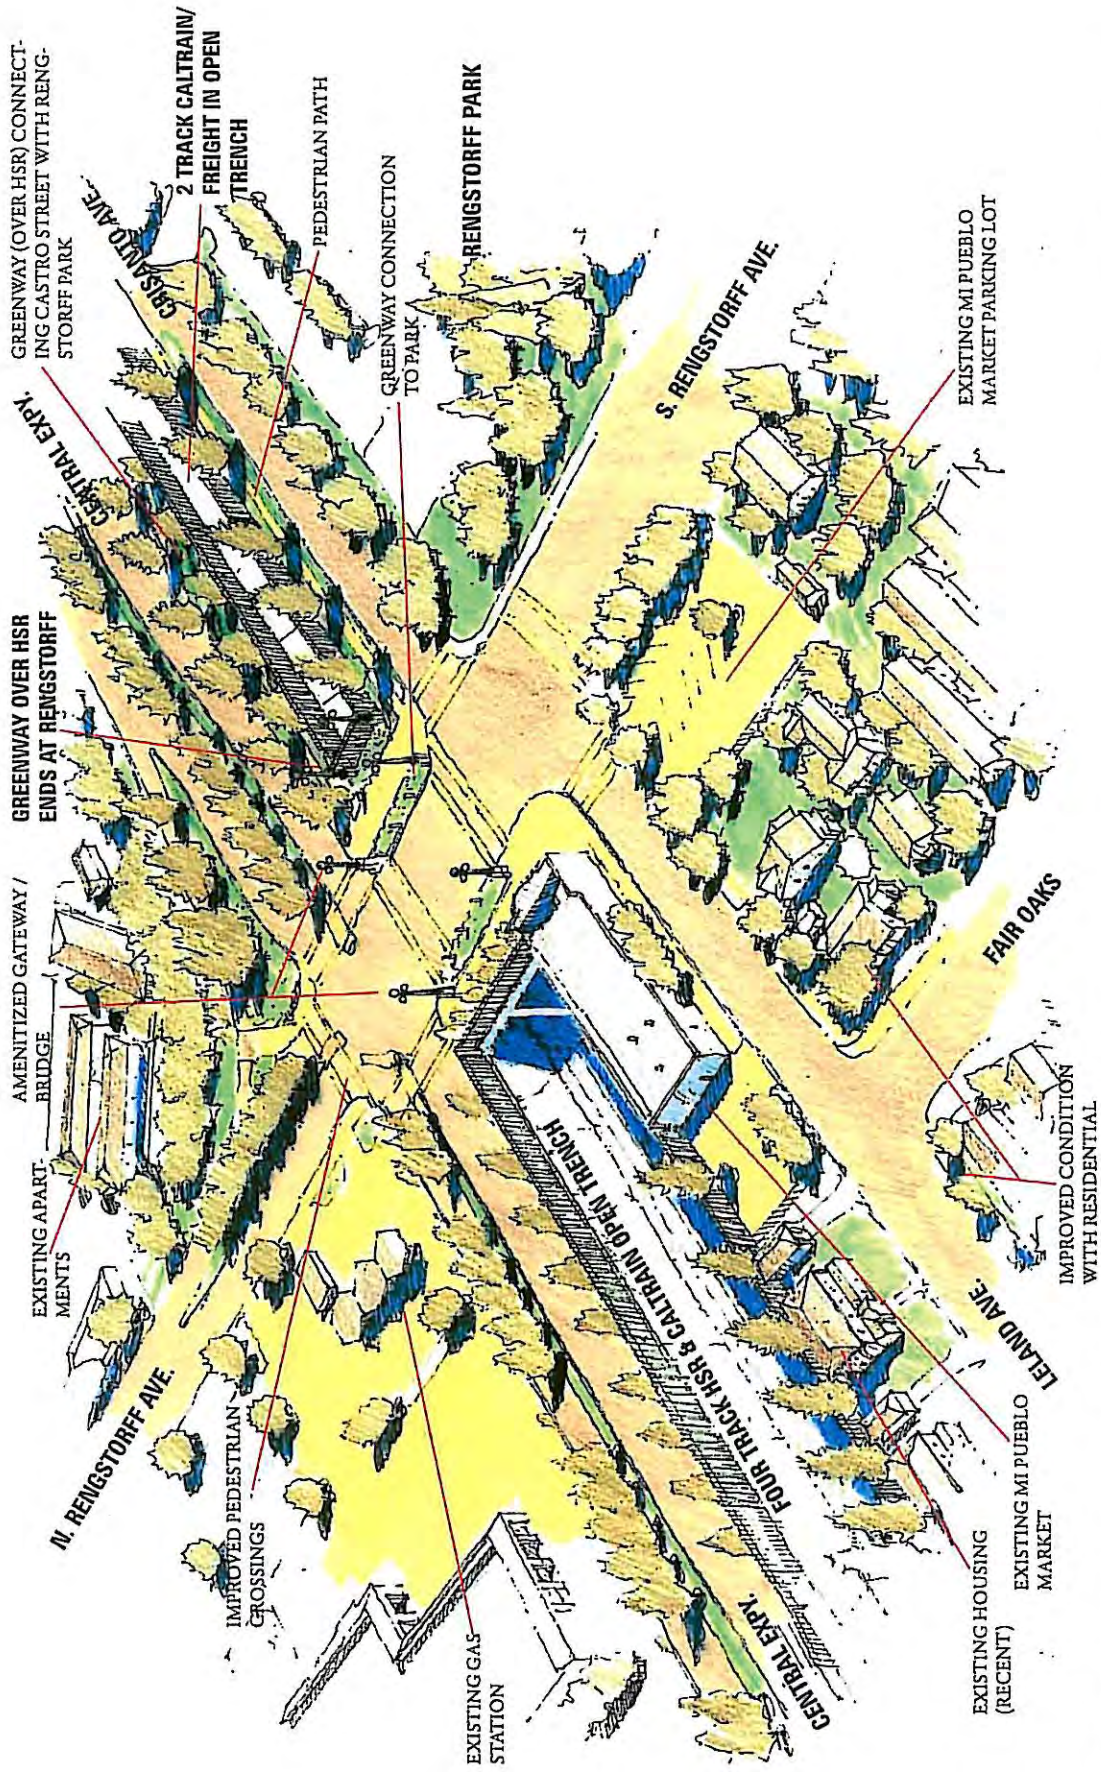 EXISTING APART-
MENTS
AMENITIZED GATEWAY /
BRIDGE
GREENWAY OVER HSR
ENDS AT RENGSTORFF
GREENWAY (OVER HSR) CONNECT-
ING CASTRO STREET WITH RENG-
STORFF PARK
CENTRAL EXPY.
CRISANTO AVE
2 TRACK CALTRAIN/
FREIGHT IN OPEN
TRENCH
PEDESTRIAN PATH
GREENWAY CONNECTION
TO PARK
RENGSTORFF PARK
N. RENGSTORFF AVE.
IMPROVED PEDESTRIAN
CROSSINGS
S. RENGSTORFF AVE.
EXISTING GAS
STATION
FOUR TRACK HSR & CALTRAIN OPEN TRENCH
CENTRAL EXPY.
EXISTING MI PUEBLO
MARKET PARKING LOT
FAIR OAKS
LELAND AVE
EXISTING HOUSING
(RECENT)
EXISTING MI PUEBLO
MARKET
IMPROVED CONDITION
WITH RESIDENTIAL